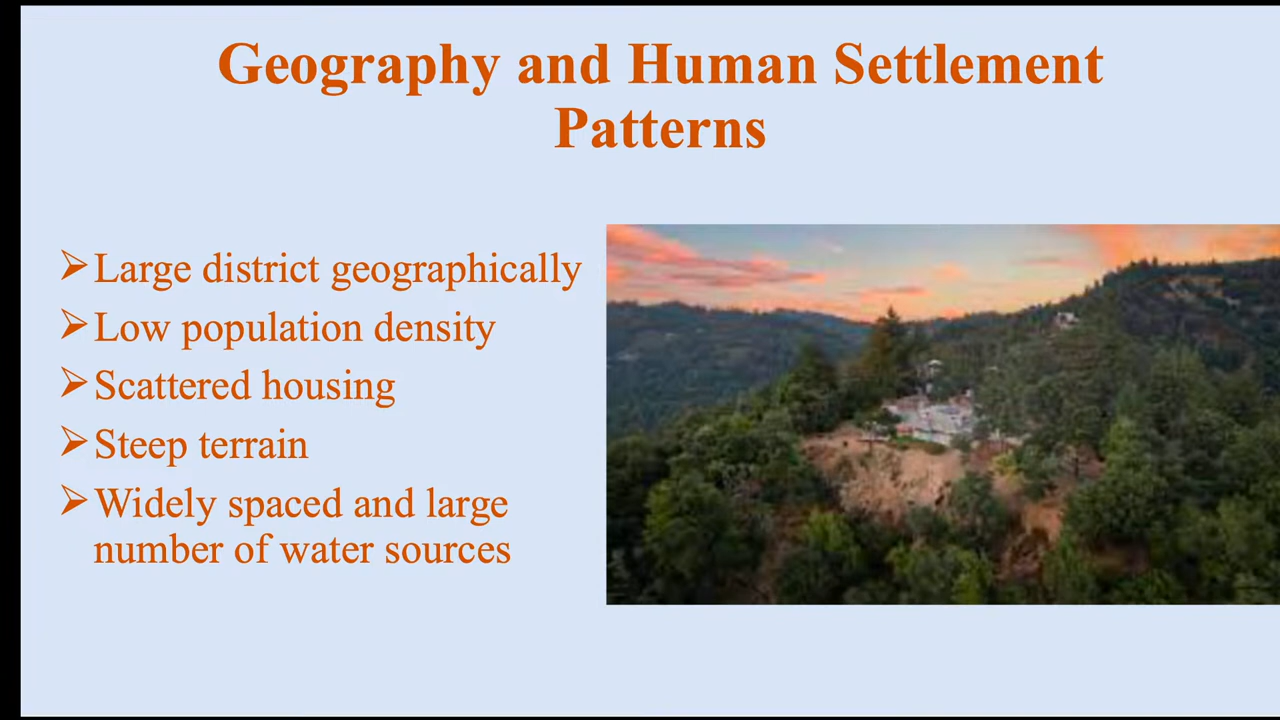 Geography and Human Settlement
Patterns
➢Large district geographically
➢Low population density
➢Scattered housing
➢Steep terrain
➢Widely spaced and large
number of water sources